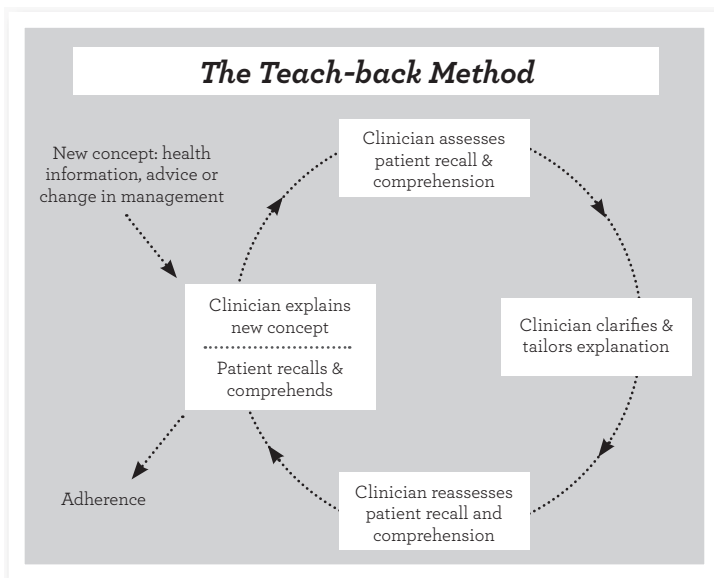 The Teach-back Method
New concept: health
information, advice or
change in management
Clinician assesses
patient recall &
comprehension
Clinician explains
new concept
Patient recalls &
comprehends
Clinician clarifies &
tailors explanation
Clinician reassesses
patient recall and
comprehension
Adherence